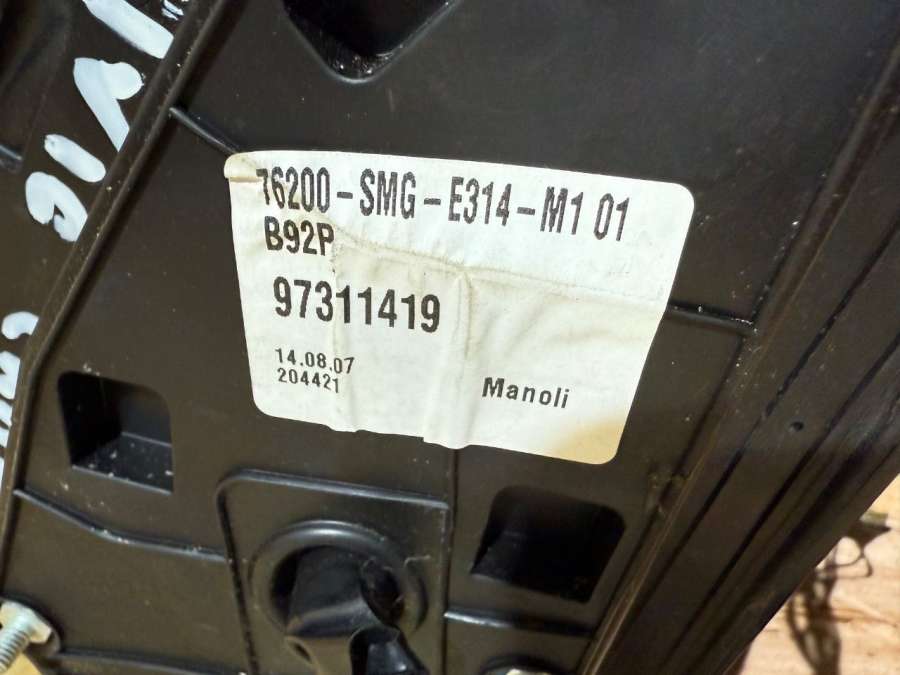 76200-SMG-E314-M1 01
B92P
97311419
14.08.07
204421
Manoli